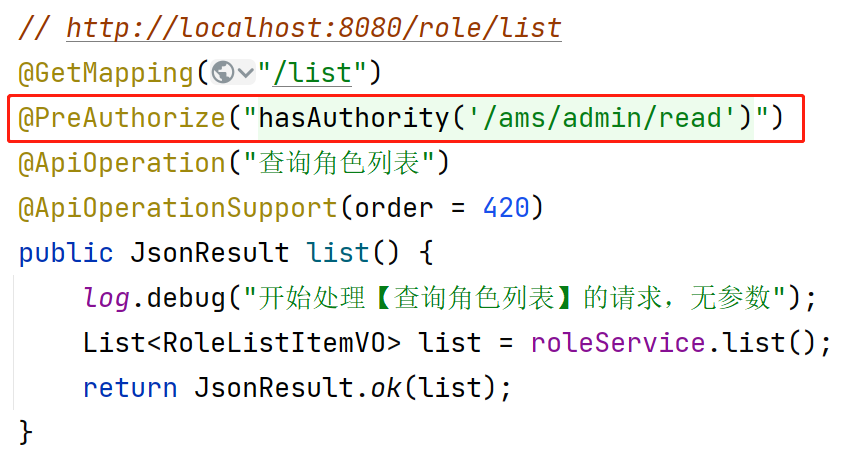 // http://localhost:8080/role/list
@GetMapping("/list")
@PreAuthorize("hasAuthority('/ams/admin/read')")
@ApiOperation("查询角色列表")
@ApiOperationSupport(order = 420)
public JsonResult list() {
    log.debug("开始处理【查询角色列表】的请求，无参数");
    List<RoleListItemVO> list = roleService.list();
    return JsonResult.ok(list);
}